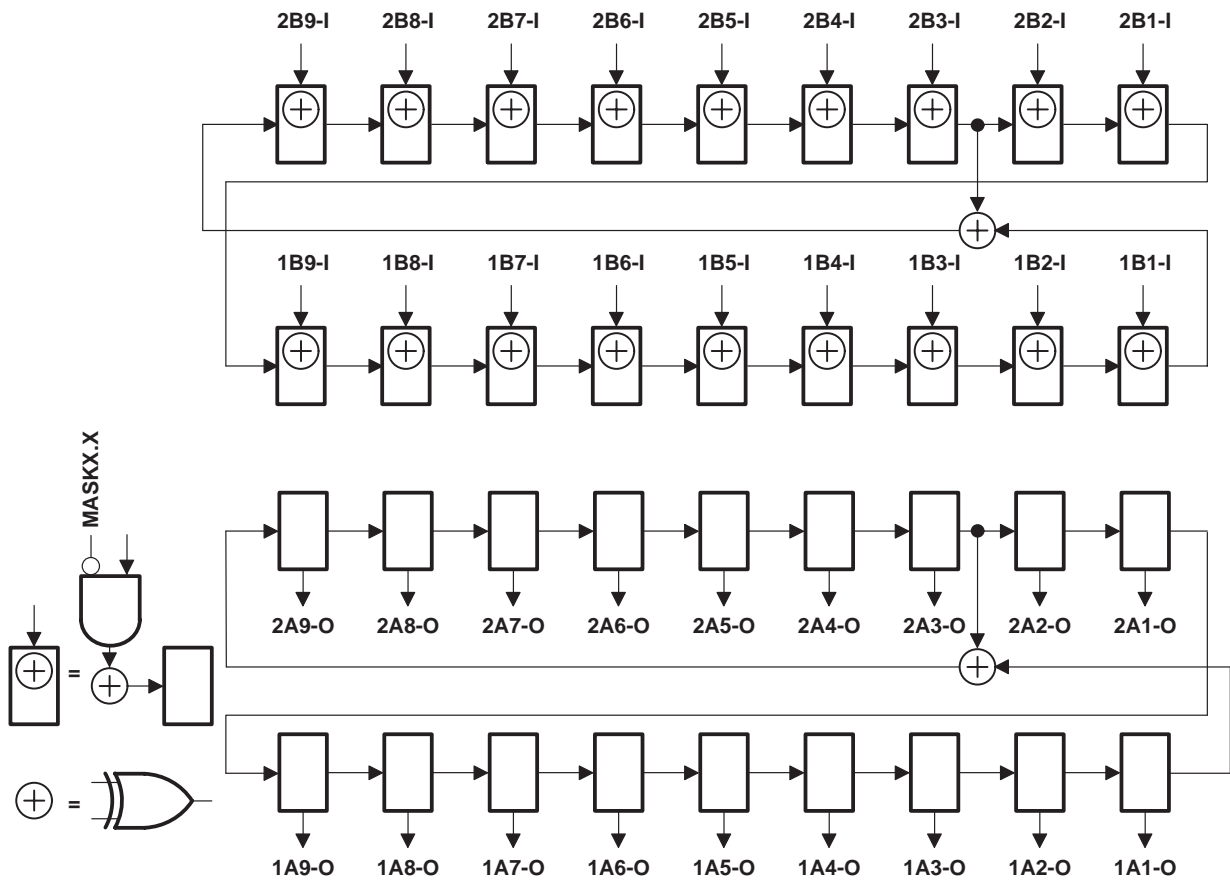 2B9-I 2B8-I 2B7-I 2B6-I 2B5-I 2B4-I 2B3-I 2B2-I 2B1-I
1B9-I 1B8-I 1B7-I 1B6-I 1B5-I 1B4-I 1B3-I 1B2-I 1B1-I
MASKX.X
2A9-O 2A8-O 2A7-O 2A6-O 2A5-O 2A4-O 2A3-O 2A2-O 2A1-O
=
=
1A9-O 1A8-O 1A7-O 1A6-O 1A5-O 1A4-O 1A3-O 1A2-O 1A1-O